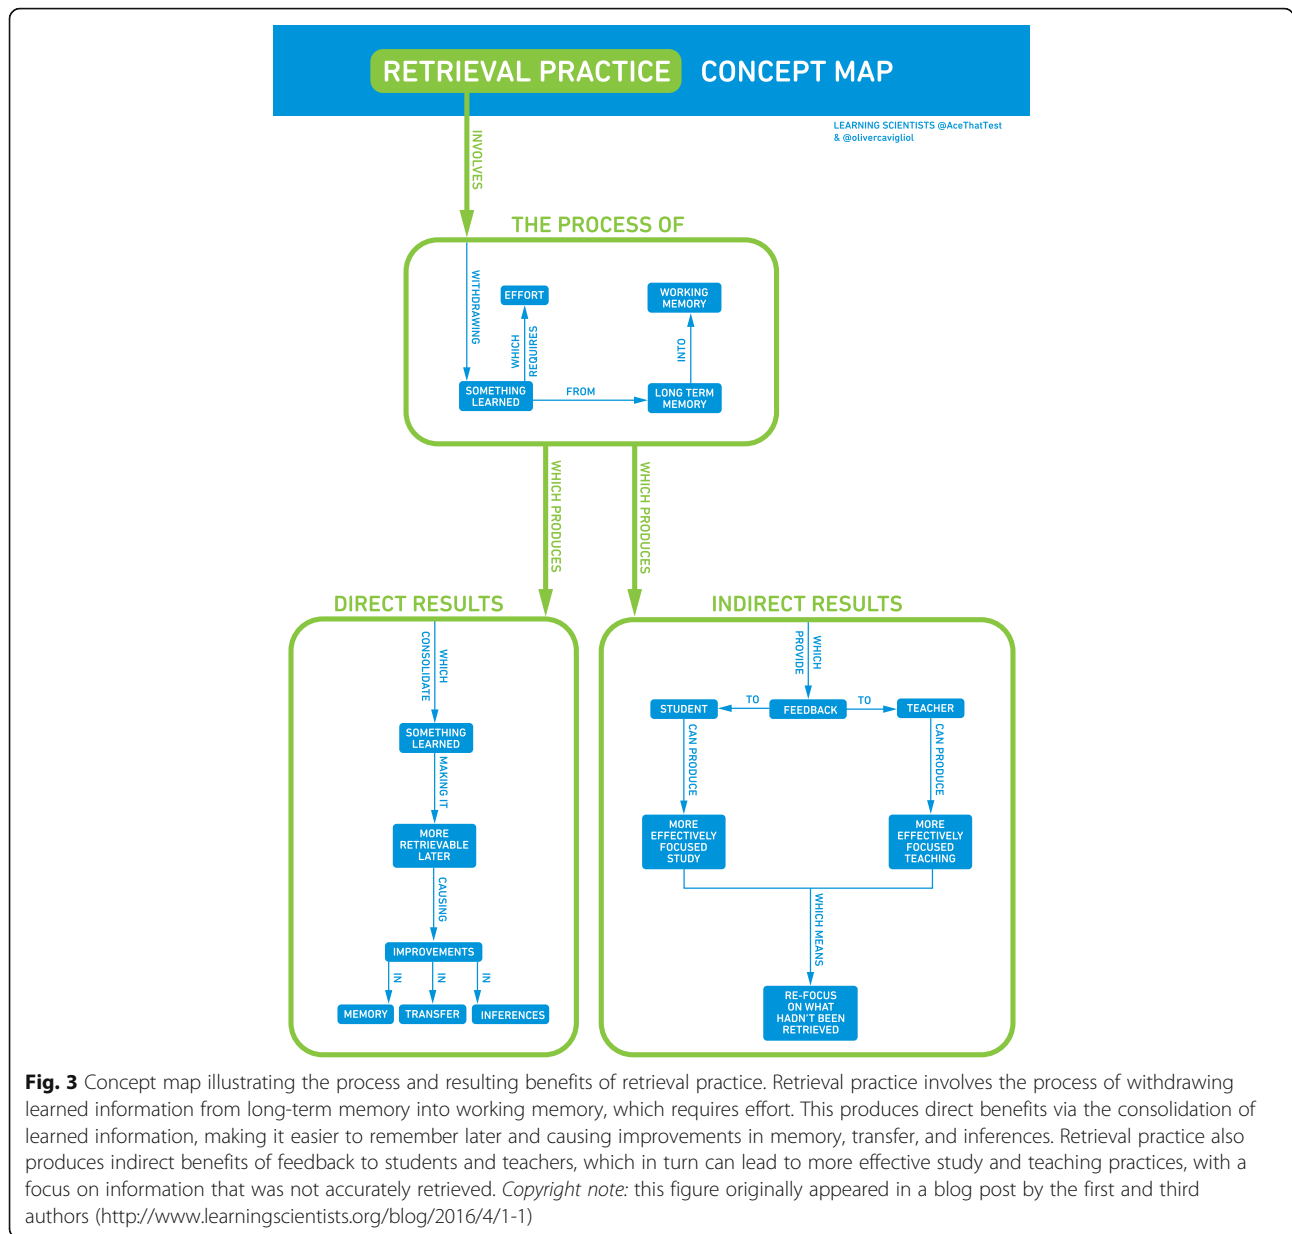 RETRIEVAL PRACTICE CONCEPT MAP
LEARNING SCIENTISTS @AceThatTest
& @olivercavigliol
INVOLVES
THE PROCESS OF
WITHDRAWING
EFFORT
WHICH
REQUIRES
SOMETHING
LEARNED
FROM
LONG TERM
MEMORY
INTO
WORKING
MEMORY
WHICH PRODUCES
WHICH PRODUCES
DIRECT RESULTS
WHICH
CONSOLIDATE
SOMETHING
LEARNED
MAKING IT
MORE
RETRIEVABLE
LATER
CAUSING
IMPROVEMENTS
IN
IN
IN
MEMORY
TRANSFER
INFERENCES
INDIRECT RESULTS
WHICH
PROVIDE
FEEDBACK
TO
TO
STUDENT
TEACHER
CAN PRODUCE
CAN PRODUCE
MORE
EFFECTIVELY
FOCUSED
STUDY
MORE
EFFECTIVELY
FOCUSED
TEACHING
WHICH MEANS
RE-FOCUS
ON WHAT
HADN'T BEEN
RETRIEVED
Fig. 3 Concept map illustrating the process and resulting benefits of retrieval practice. Retrieval practice involves the process of withdrawing
learned information from long-term memory into working memory, which requires effort. This produces direct benefits via the consolidation of
learned information, making it easier to remember later and causing improvements in memory, transfer, and inferences. Retrieval practice also
produces indirect benefits of feedback to students and teachers, which in turn can lead to more effective study and teaching practices, with a
focus on information that was not accurately retrieved. Copyright note: this figure originally appeared in a blog post by the first and third
authors (http://www.learningscientists.org/blog/2016/4/1-1)